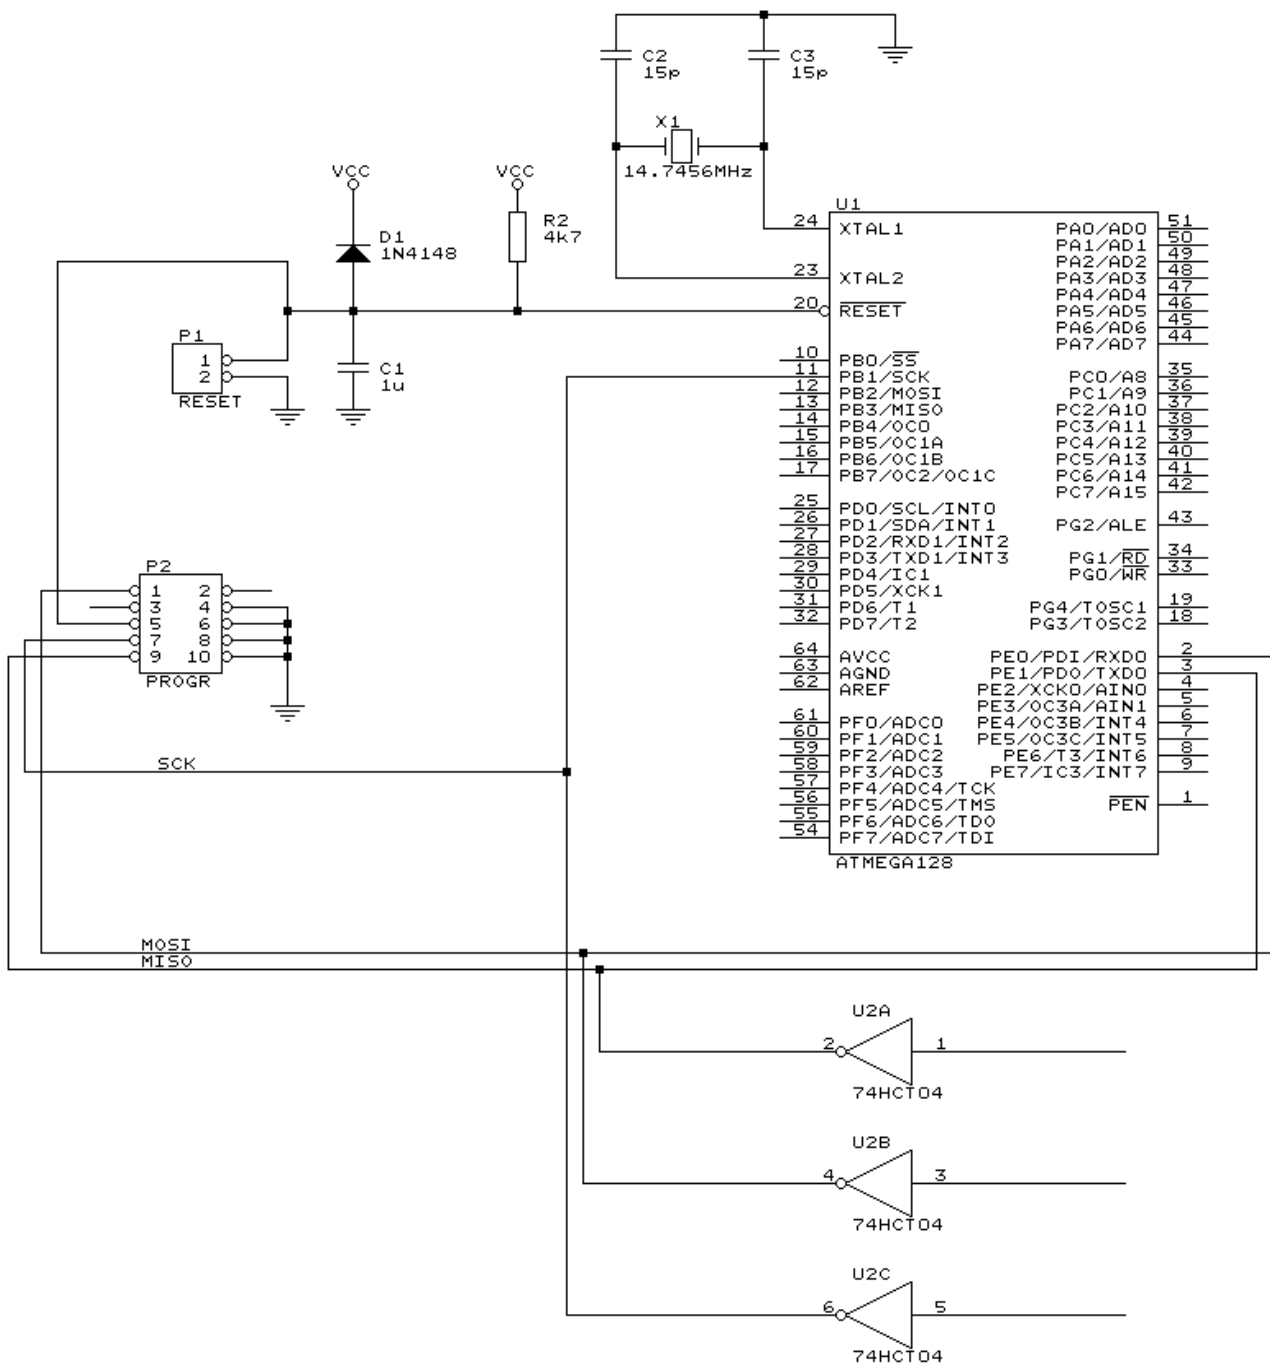 C2
15p
C3
15p
X1
14.7456MHz
VCC
VCC
D1
1N4148
R2
4k7
P1
1
2
RESET
C1
1u
U1
24 XTAL1 PA0/AD0 51
PA1/AD1 50
PA2/AD2 49
23 XTAL2 PA3/AD3 48
PA4/AD4 47
20 RESET PA5/AD5 46
PA6/AD6 45
PA7/AD7 44
10 PB0/SS
11 PB1/SCK PC0/A8 35
12 PB2/MOSI PC1/A9 36
13 PB3/MISO PC2/A10 37
14 PB4/OC0 PC3/A11 38
15 PB5/OC1A PC4/A12 39
16 PB6/OC1B PC5/A13 40
17 PB7/OC2/OC1C PC6/A14 41
PC7/A15 42
25 PD0/SCL/INT0
26 PD1/SDA/INT1 PG2/ALE 43
27 PD2/RXD1/INT2
28 PD3/TXD1/INT3 PG1/RD 34
29 PD4/IC1 PG0/WR 33
30 PD5/XCK1
31 PD6/T1 PG4/TOSC1 19
32 PD7/T2 PG3/TOSC2 18
64 AVCC PE0/PDI/RXD0 2
63 AGND PE1/PDO/TXD0 3
62 AREF PE2/XCK0/AIN0 4
PE3/OC3A/AIN1 5
61 PF0/ADC0 PE4/OC3B/INT4 6
60 PF1/ADC1 PE5/OC3C/INT5 7
59 PF2/ADC2 PE6/T3/INT6 8
58 PF3/ADC3 PE7/IC3/INT7 9
57 PF4/ADC4/TCK
56 PF5/ADC5/TMS PEN 1
55 PF6/ADC6/TDO
54 PF7/ADC7/TDI
ATMEGA128
P2
1 2
3 4
5 6
7 8
9 10
PROGR
SCK
MOSI
MISO
U2A
2 1
74HCT04
U2B
4 3
74HCT04
U2C
6 5
74HCT04